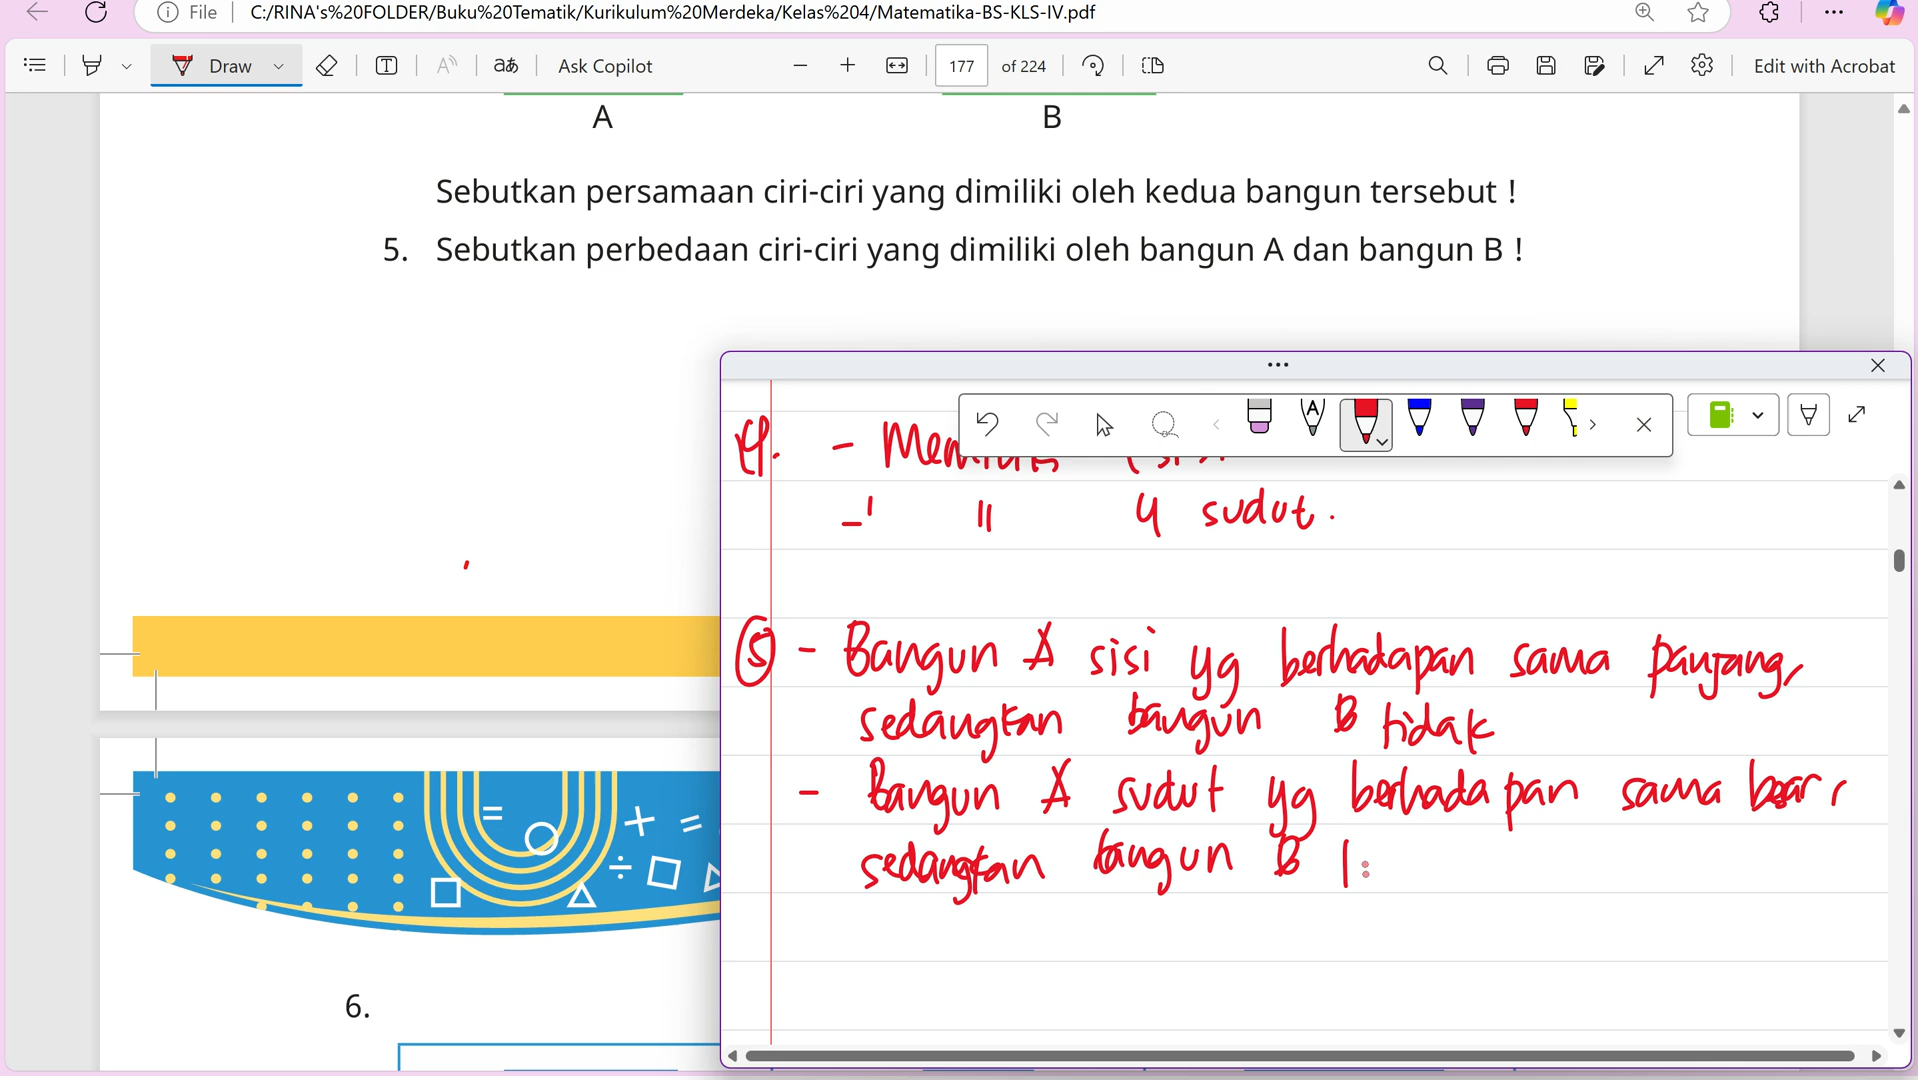 File
C:/RINA's%20FOLDER/Buku%20Tematik/Kurikulum%20Merdeka/Kelas%204/Matematika-BS-KLS-IV.pdf
Draw
Ask Copilot
177
of 224
Edit with Acrobat
A
B
Sebutkan persamaan ciri-ciri yang dimiliki oleh kedua bangun tersebut !
5. Sebutkan perbedaan ciri-ciri yang dimiliki oleh bangun A dan bangun B !
4. -
- " 4 sudut.
5 - Bangun A sisi yg berhadapan sama panjang,
sedangkan bangun B tidak
- Bangun A sudut yg berhadapan sama besar,
sedangkan bangun B
6.